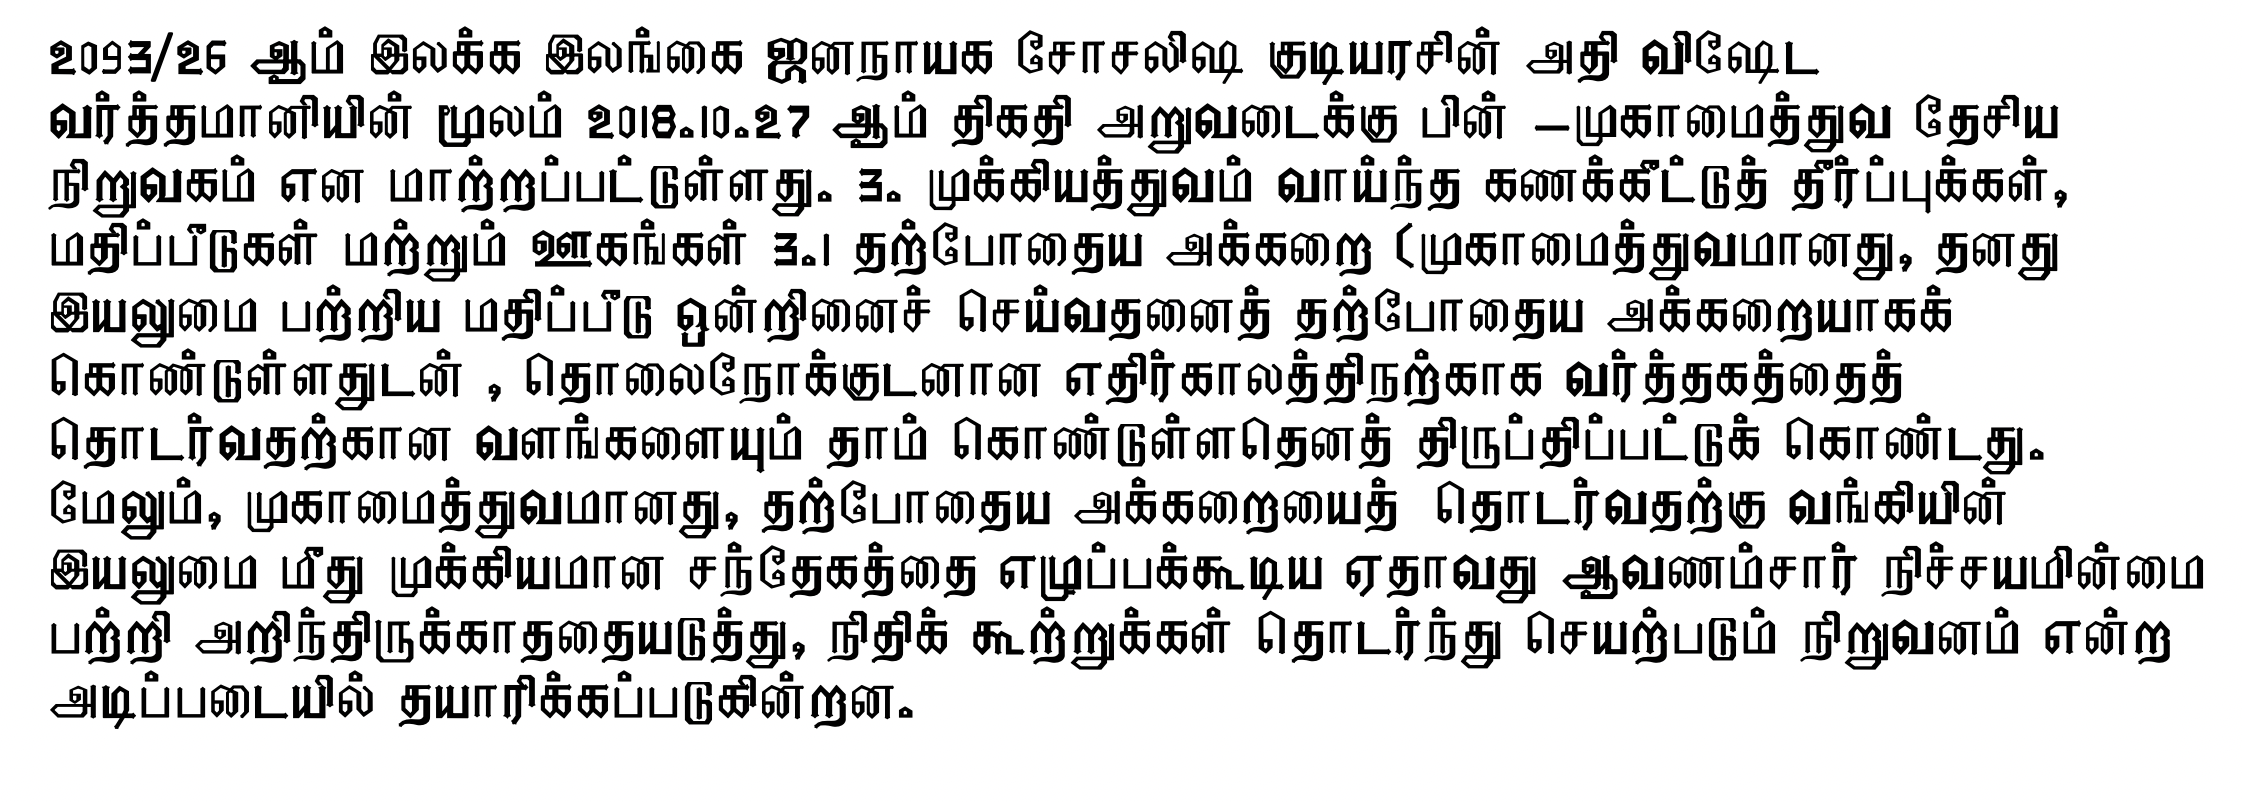 2093/26 ஆம் இலக்க இலங்கை ஜனநாயக சோசலிஷ குடியரசின் அதி விஷேட
வர்த்தமானியின் மூலம் 2018.10.27 ஆம் திகதி அறுவடைக்கு பின் –முகாமைத்துவ தேசிய
நிறுவகம் என மாற்றப்பட்டுள்ளது. 3. முக்கியத்துவம் வாய்ந்த கணக்கீட்டுத் தீர்ப்புக்கள்,
மதிப்பீடுகள் மற்றும் ஊகங்கள் 3.1 தற்போதைய அக்கறை (முகாமைத்துவமானது, தனது
இயலுமை பற்றிய மதிப்பீடு ஒன்றினைச் செய்வதனைத் தற்போதைய அக்கறையாகக்
கொண்டுள்ளதுடன் , தொலைநோக்குடனான எதிர்காலத்திநற்காக வர்த்தகத்தைத்
தொடர்வதற்கான வளங்களையும் தாம் கொண்டுள்ளதெனத் திருப்திப்பட்டுக் கொண்டது.
மேலும், முகாமைத்துவமானது, தற்போதைய அக்கறையைத் தொடர்வதற்கு வங்கியின்
இயலுமை மீது முக்கியமான சந்தேகத்தை எழுப்பக்கூடிய ஏதாவது ஆவணம்சார் நிச்சயமின்மை
பற்றி அறிந்திருக்காததையடுத்து, நிதிக் கூற்றுக்கள் தொடர்ந்து செயற்படும் நிறுவனம் என்ற
அடிப்படையில் தயாரிக்கப்படுகின்றன.